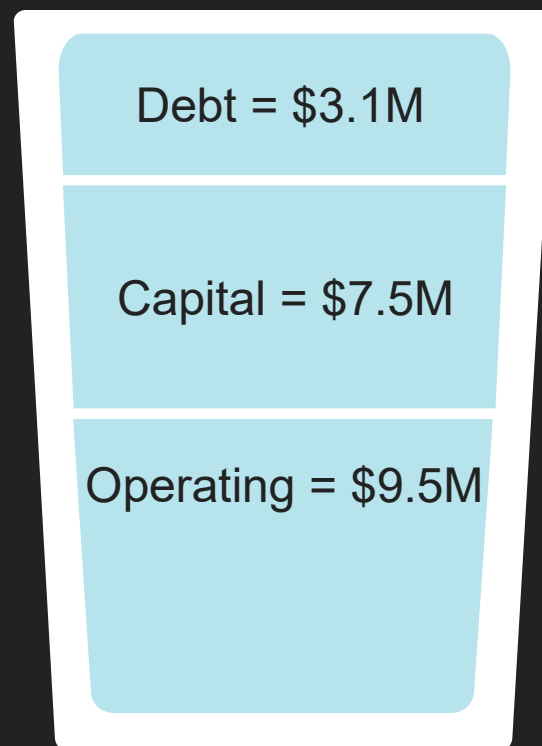 Debt = $3.1M
Capital = $7.5M
Operating = $9.5M